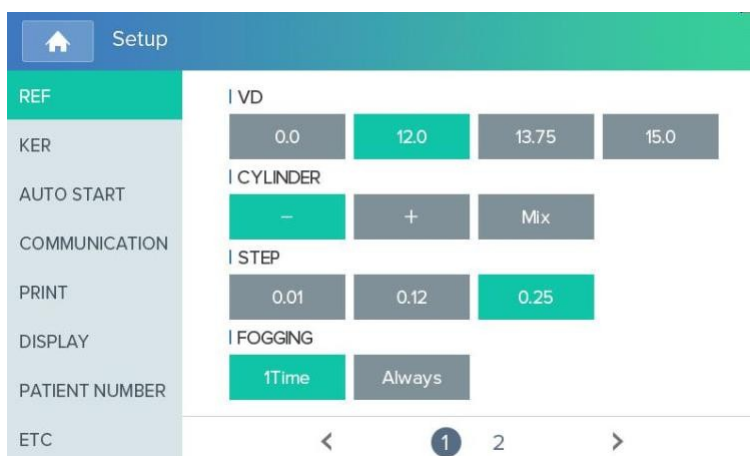 Setup
REF
KER
AUTO START
COMMUNICATION
PRINT
DISPLAY
PATIENT NUMBER
ETC
VD
0.0 12.0 13.75 15.0
CYLINDER
− + Mix
STEP
0.01 0.12 0.25
FOGGING
1Time Always
< 1 2 >